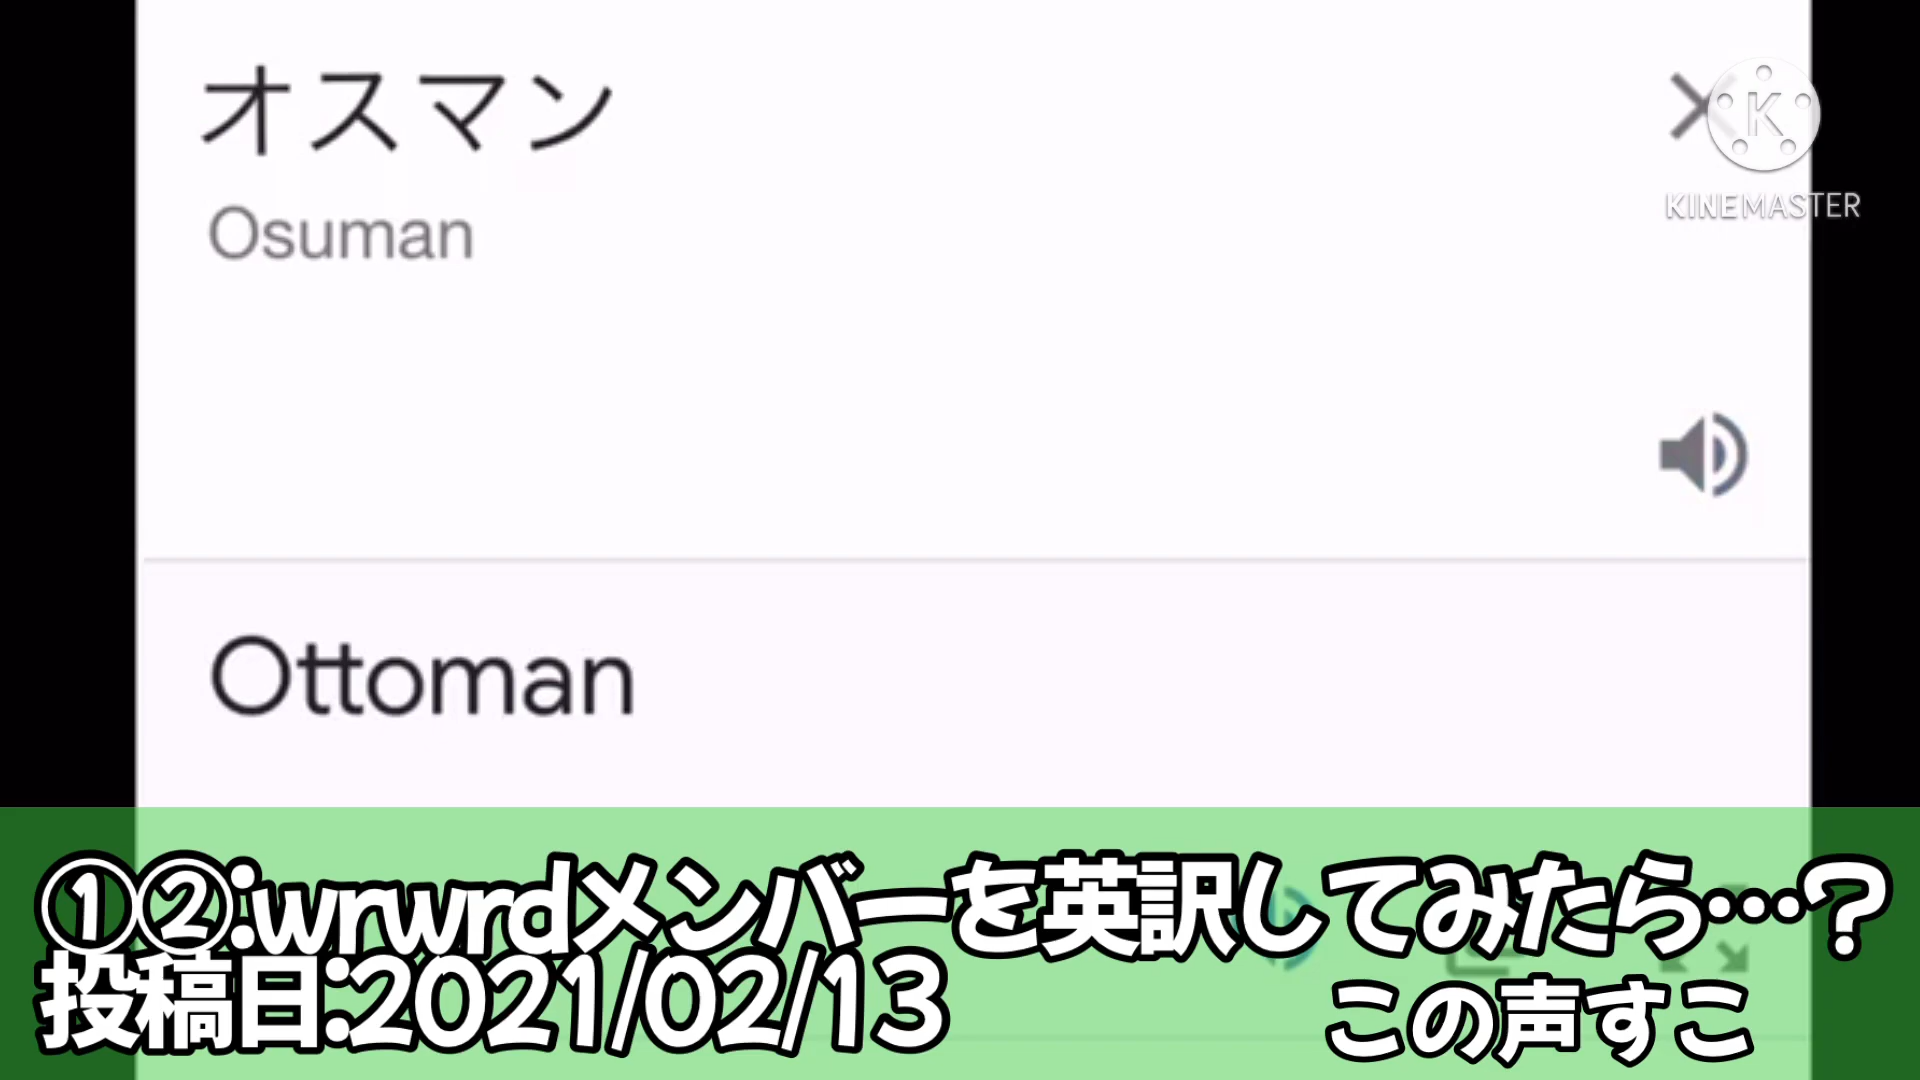 オスマン
Osuman
K
KINEMASTER
Ottoman
①②:wrwrdメンバーを英訳してみたら…?
投稿日:2021/02/13
この声すこ